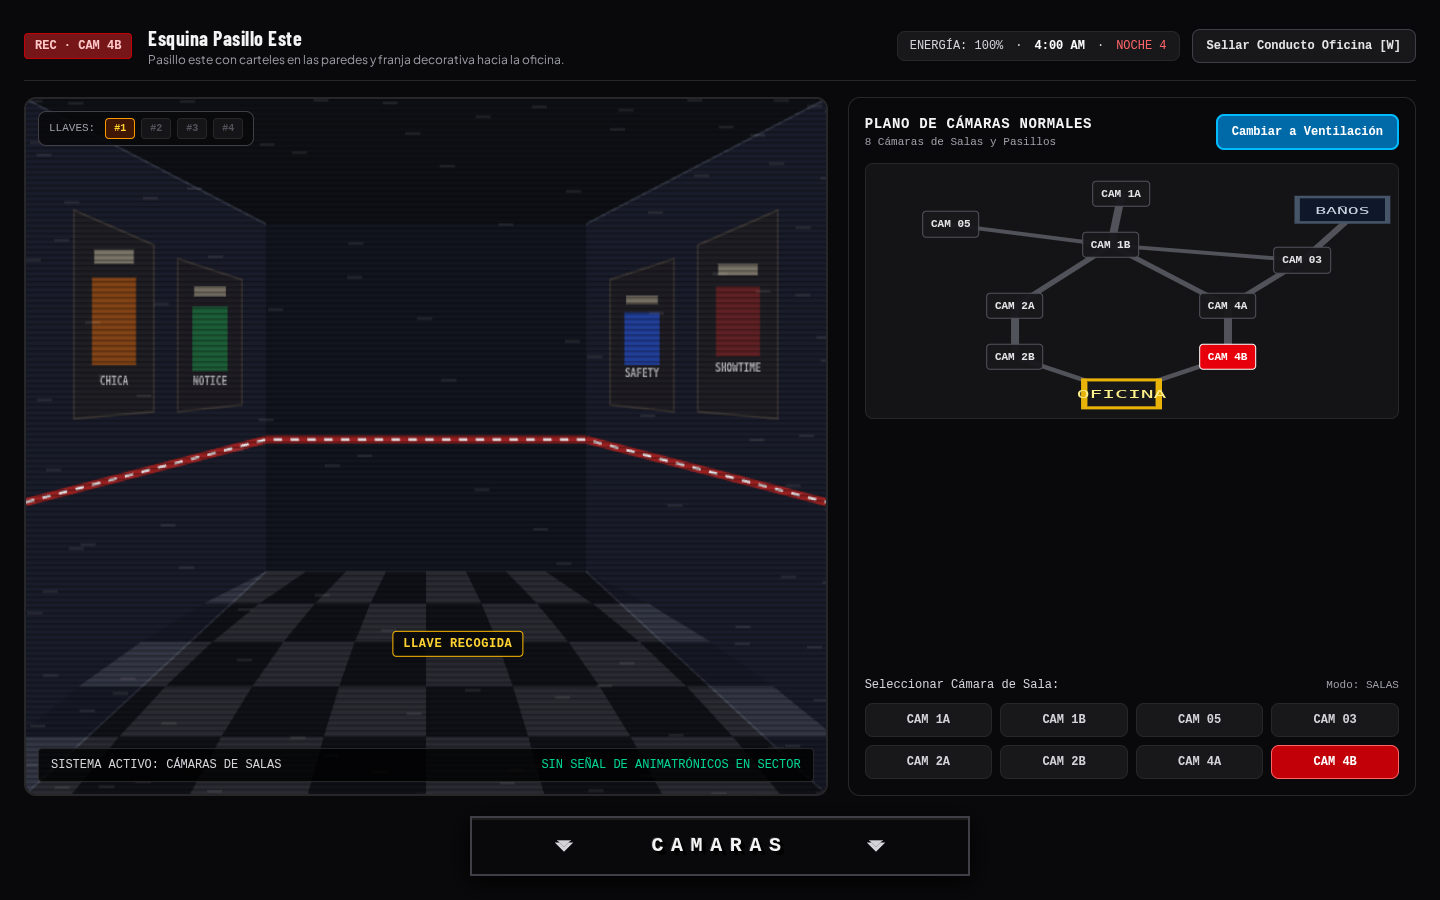 REC · CAM 4B
Esquina Pasillo Este
Pasillo este con carteles en las paredes y franja decorativa hacia la oficina.
ENERGÍA: 100% · 4:00 AM · NOCHE 4
Sellar Conducto Oficina [W]
LLAVES: #1 #2 #3 #4
CHICA
NOTICE
SAFETY
SHOWTIME
LLAVE RECOGIDA
SISTEMA ACTIVO: CÁMARAS DE SALAS
SIN SEÑAL DE ANIMATRÓNICOS EN SECTOR
PLANO DE CÁMARAS NORMALES
8 Cámaras de Salas y Pasillos
Cambiar a Ventilación
CAM 1A
BAÑOS
CAM 05
CAM 1B
CAM 03
CAM 2A
CAM 4A
CAM 2B
CAM 4B
OFICINA
Seleccionar Cámara de Sala:
Modo: SALAS
CAM 1A
CAM 1B
CAM 05
CAM 03
CAM 2A
CAM 2B
CAM 4A
CAM 4B
CAMARAS